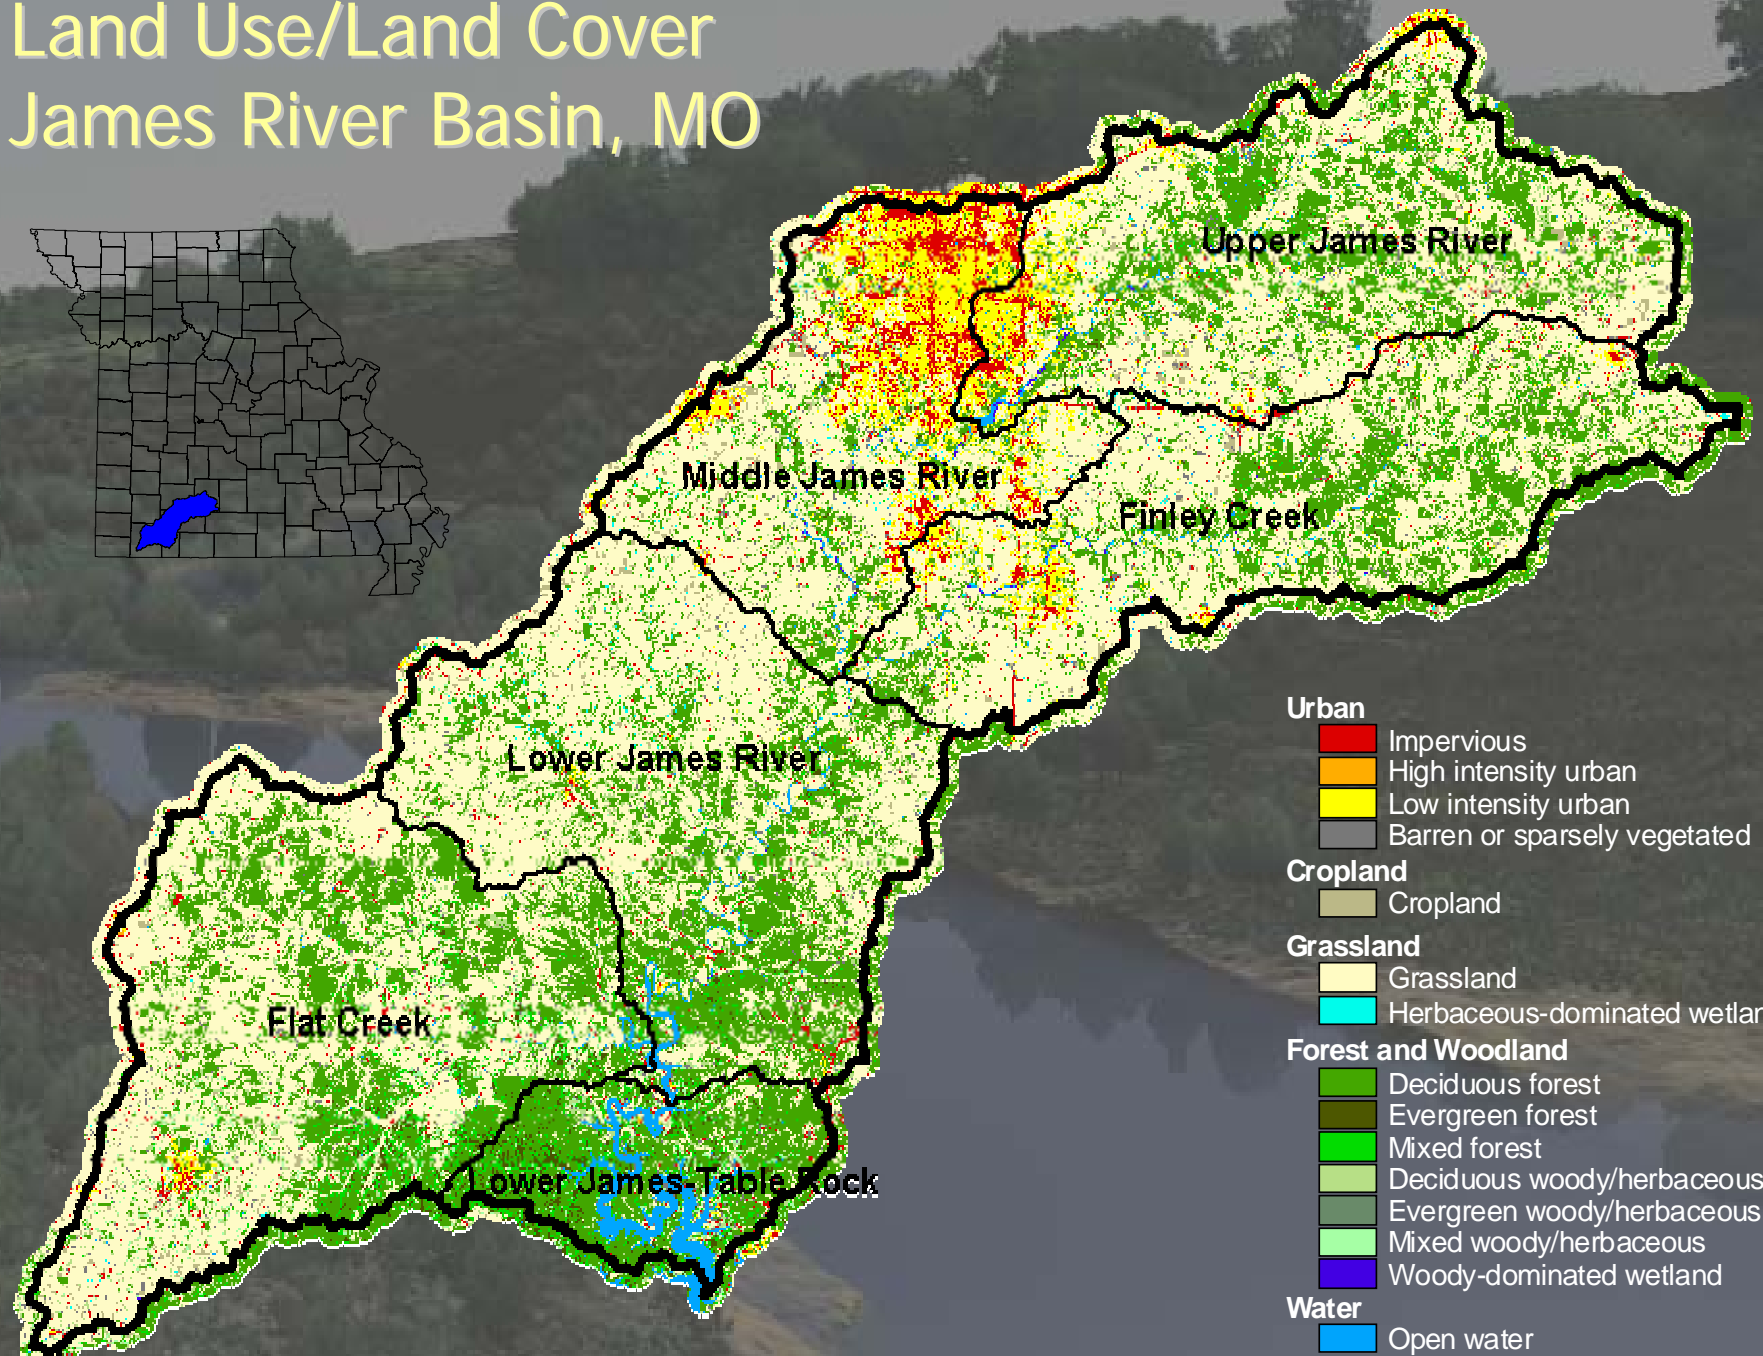 Land Use/Land Cover
James River Basin, MO
Upper James River
Middle James River
Finley Creek
Lower James River
Flat Creek
Lower James-Table Rock
Urban
Impervious
High intensity urban
Low intensity urban
Barren or sparsely vegetated
Cropland
Cropland
Grassland
Grassland
Herbaceous-dominated wetlan
Forest and Woodland
Deciduous forest
Evergreen forest
Mixed forest
Deciduous woody/herbaceous
Evergreen woody/herbaceous
Mixed woody/herbaceous
Woody-dominated wetland
Water
Open water